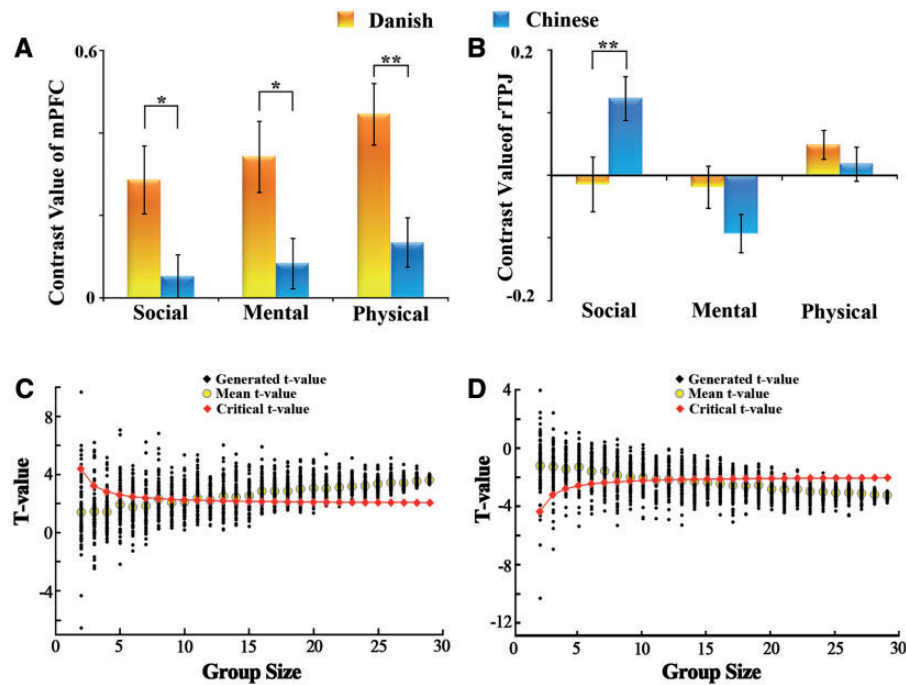 Danish Chinese
A
B
0.6
Contrast Value of mPFC
0
* * **
Social Mental Physical
0.2
Contrast Valueof rTPJ
-0.2
**
Social Mental Physical
C
Generated t-value
Mean t-value
Critical t-value
T-value
8
4
0
-4
0 5 10 15 20 25 30
Group Size
D
Generated t-value
Mean t-value
Critical t-value
T-value
4
0
-4
-8
-12
0 5 10 15 20 25 30
Group Size